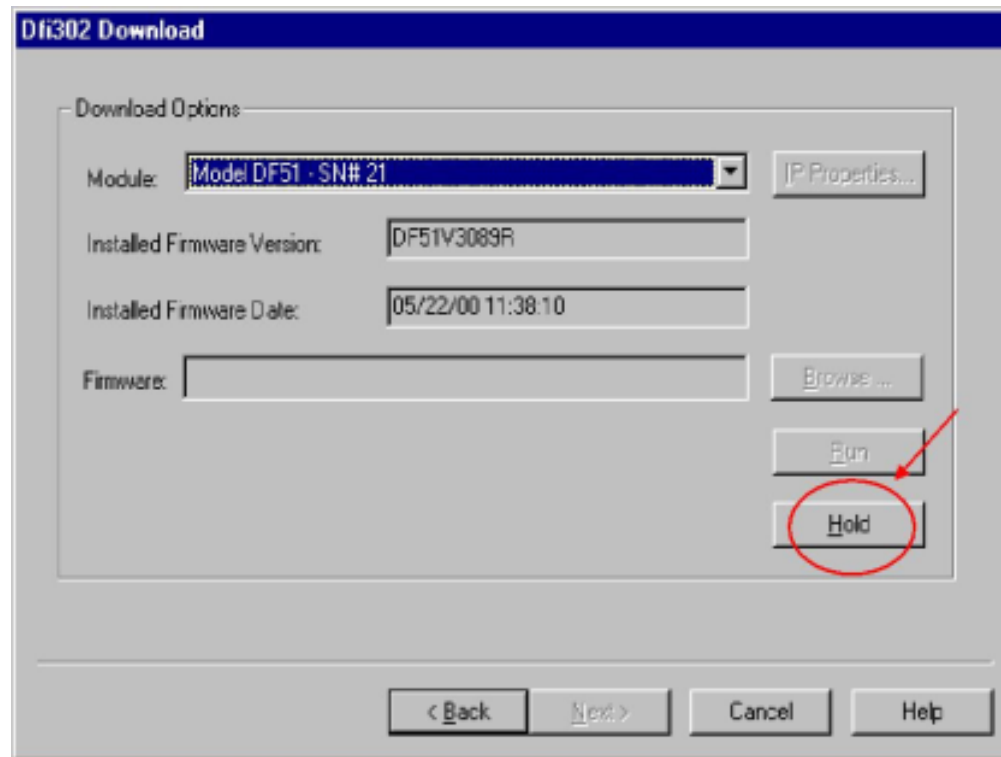 Dfi302 Download
Download Options
Module: Model DF51 - SN# 21 IP Properties...
Installed Firmware Version: DF51V3089R
Installed Firmware Date: 05/22/00 11:38:10
Firmware: Browse ...
Run
Hold
< Back Next > Cancel Help